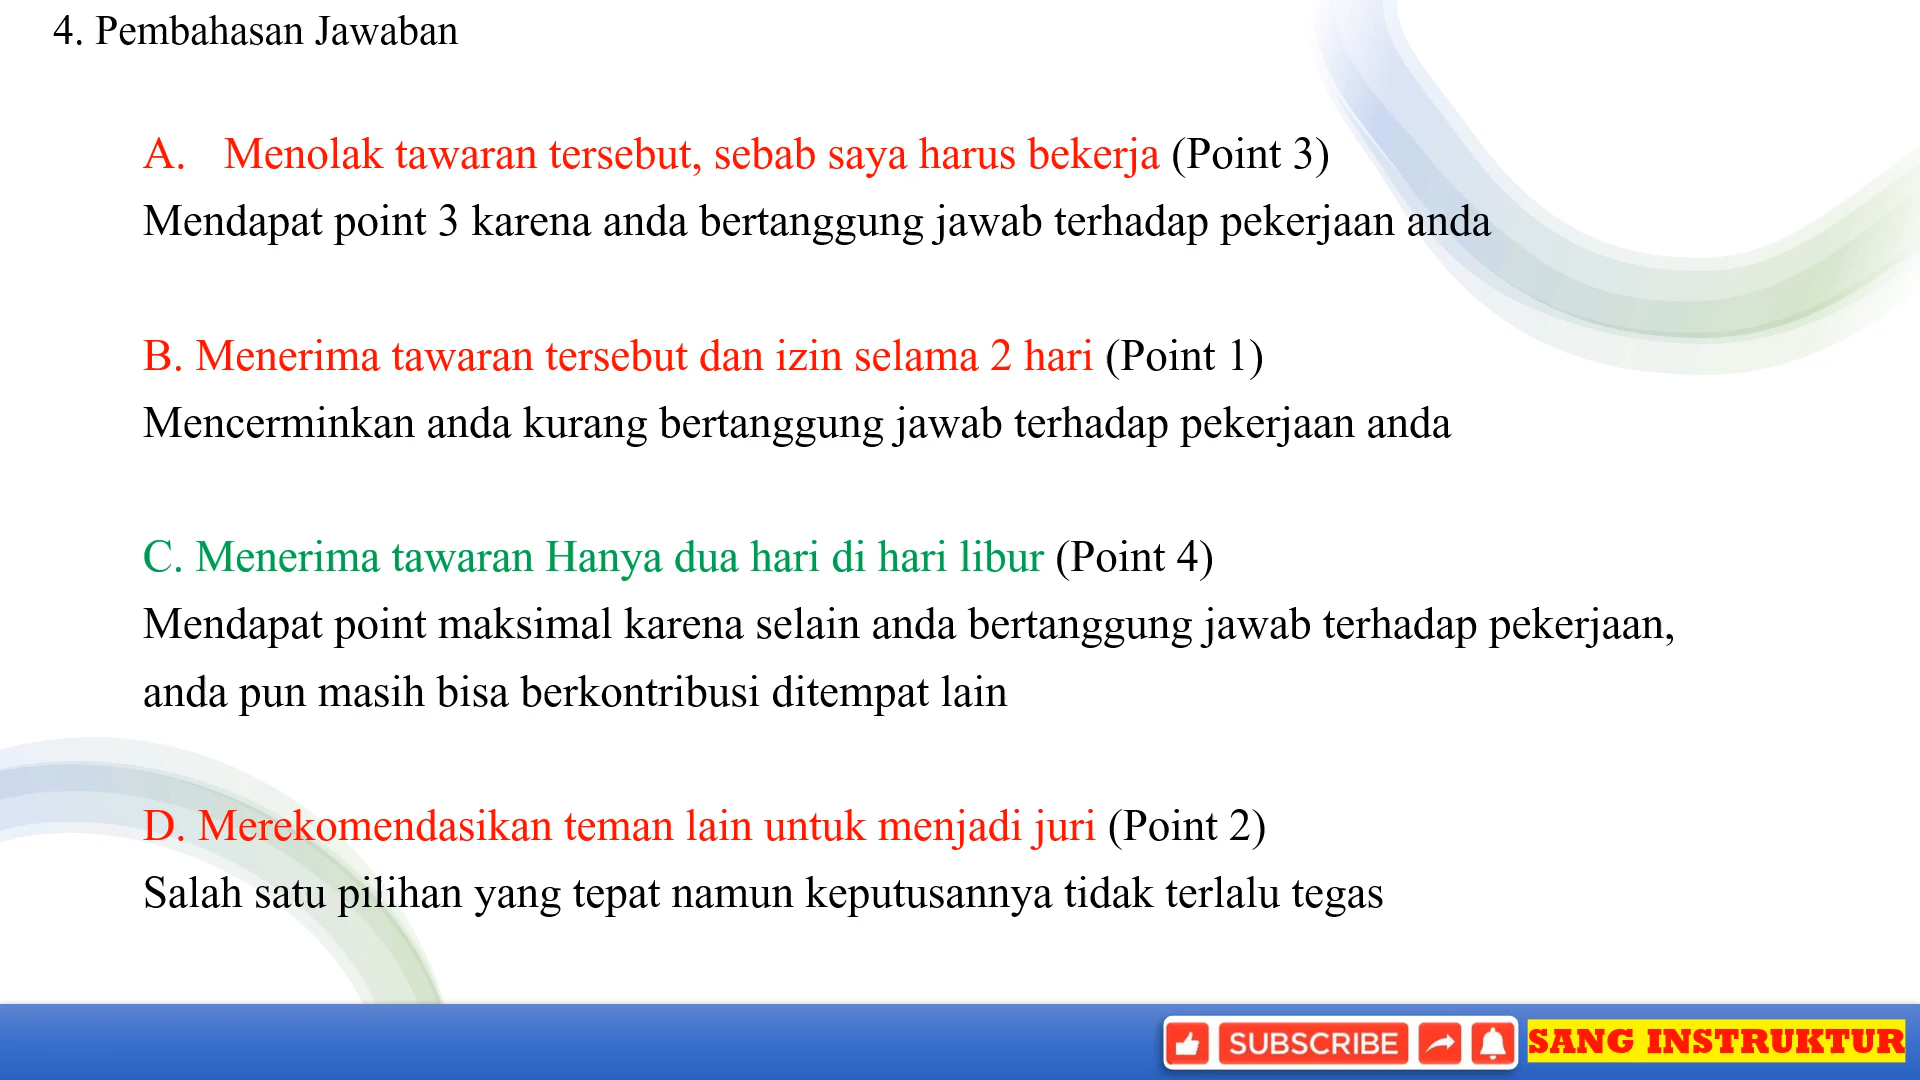 4. Pembahasan Jawaban
A. Menolak tawaran tersebut, sebab saya harus bekerja (Point 3)
Mendapat point 3 karena anda bertanggung jawab terhadap pekerjaan anda
B. Menerima tawaran tersebut dan izin selama 2 hari (Point 1)
Mencerminkan anda kurang bertanggung jawab terhadap pekerjaan anda
C. Menerima tawaran Hanya dua hari di hari libur (Point 4)
Mendapat point maksimal karena selain anda bertanggung jawab terhadap pekerjaan,
anda pun masih bisa berkontribusi ditempat lain
D. Merekomendasikan teman lain untuk menjadi juri (Point 2)
Salah satu pilihan yang tepat namun keputusannya tidak terlalu tegas
SUBSCRIBE
SANG INSTRUKTUR